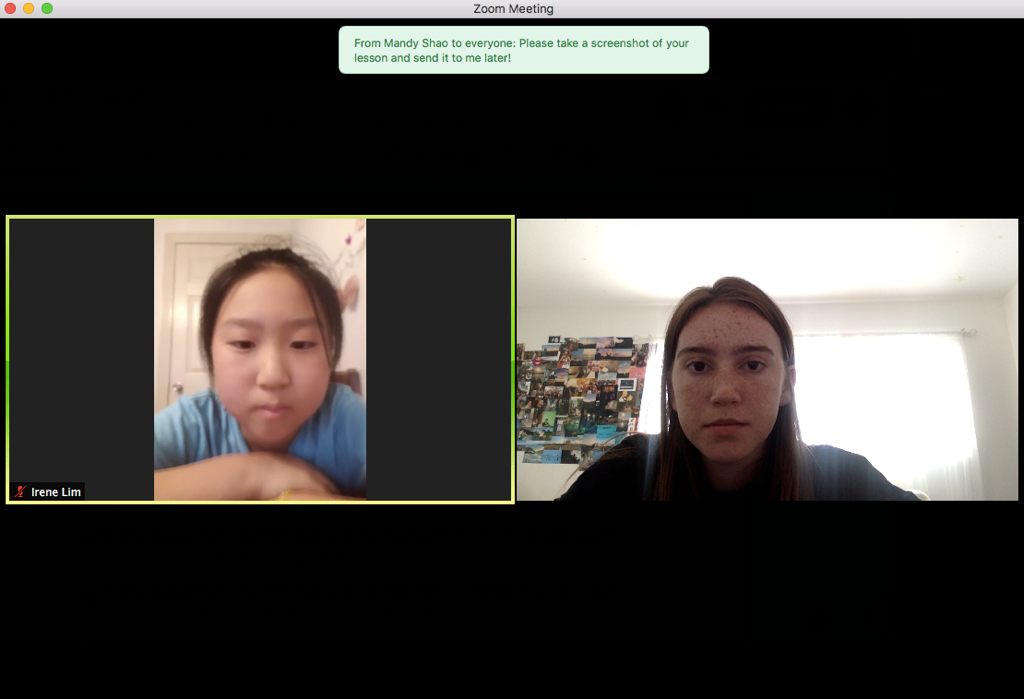 Zoom Meeting
From Mandy Shao to everyone: Please take a screenshot of your
lesson and send it to me later!
Irene Lim